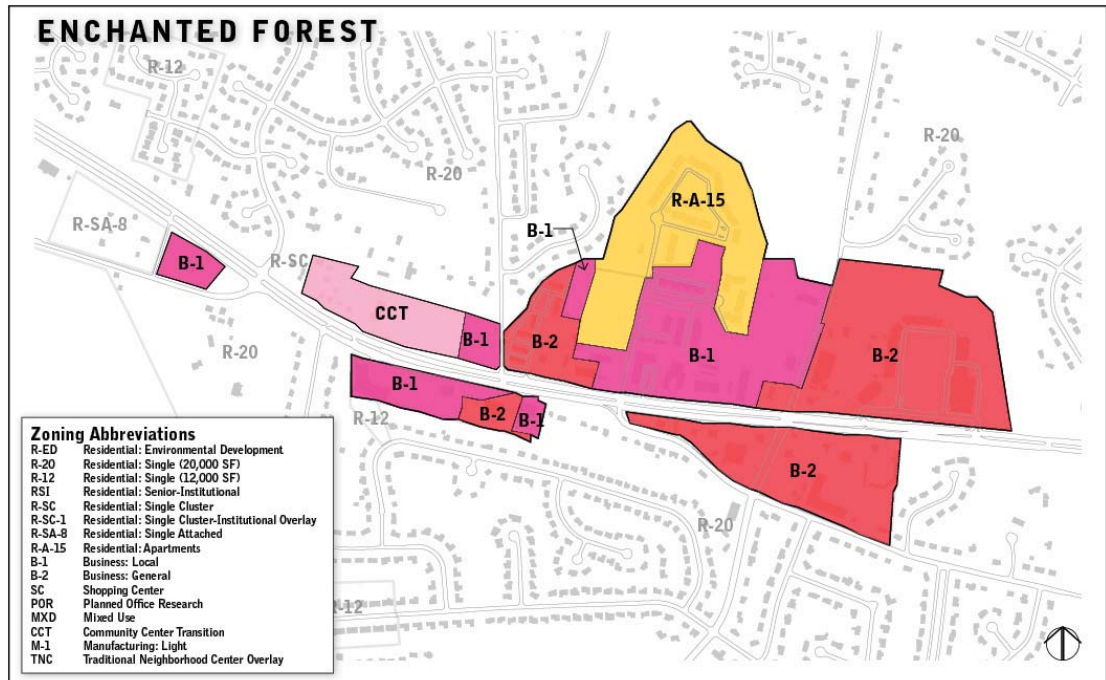 ENCHANTED FOREST
R-12
R-20
R-20
R-A-15
R-SA-8
B-1
B-1
R-SC
CCT
B-1
B-2
B-1
B-2
R-20
B-1
B-2
B-1
R-12
B-2
R-20
R-12
Zoning Abbreviations
R-ED Residential: Environmental Development
R-20 Residential: Single (20,000 SF)
R-12 Residential: Single (12,000 SF)
RSI Residential: Senior-Institutional
R-SC Residential: Single Cluster
R-SC-1 Residential: Single Cluster-Institutional Overlay
R-SA-8 Residential: Single Attached
R-A-15 Residential: Apartments
B-1 Business: Local
B-2 Business: General
SC Shopping Center
POR Planned Office Research
MXD Mixed Use
CCT Community Center Transition
M-1 Manufacturing: Light
TNC Traditional Neighborhood Center Overlay